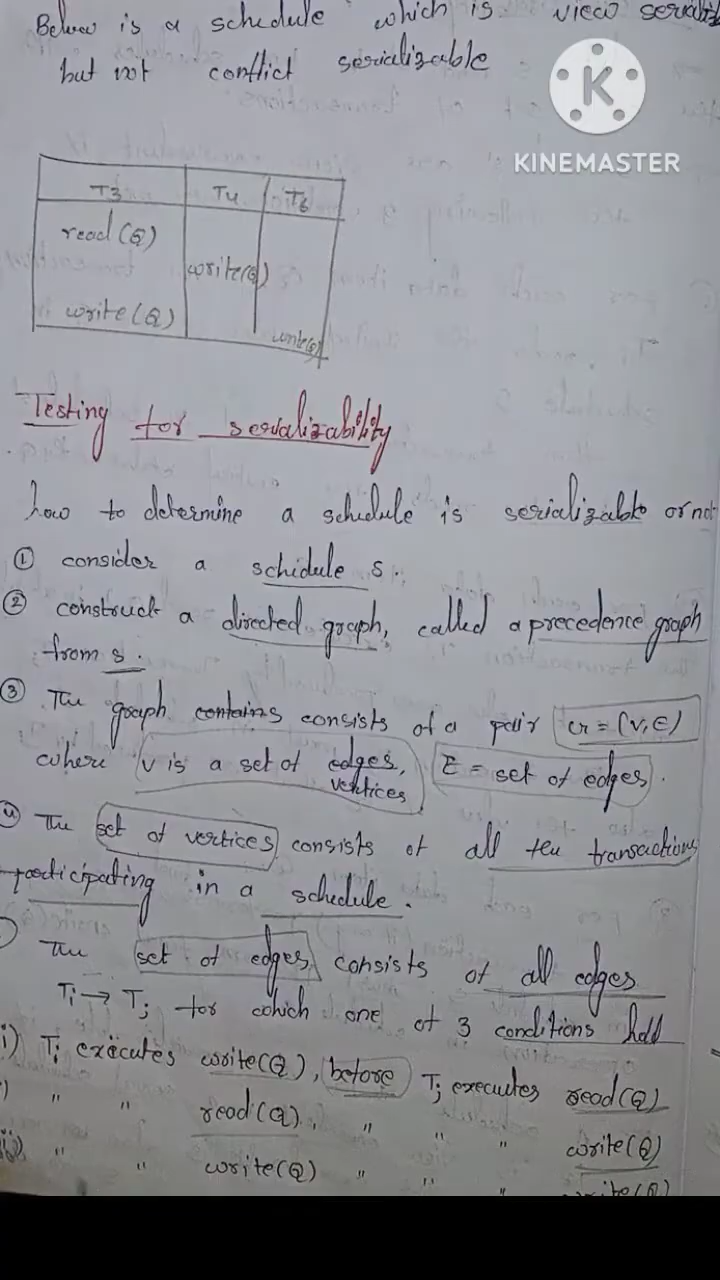 Below is a schedule which is view serializ
but not conflict serializable
K
KINEMASTER
T3 T4 T6
read(Q)
write(Q)
write(Q)
write(Q)
Testing for serializability
how to determine a schedule is serializable or not
① consider a schidule s.
② construct a directed graph, called a precedence graph
from s.
③ The graph contains consists of a pair G = (V, E)
where V is a set of edges, E = set of edges.
vertices
④ The set of vertices consists of all the transactions
participating in a schedule.
The set of edges consists of all edges
Ti → Tj for which one of 3 conditions hold
i) Ti executes write(Q), before Tj executes read(Q)
) " " read(Q), " " " write(Q)
ii) " " write(Q) " " " write(Q)